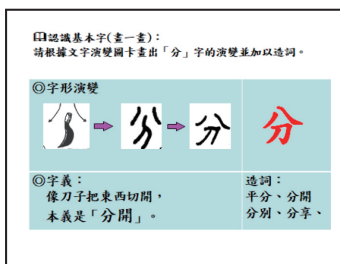 認識基本字(畫一畫)：
請根據文字演變圖卡畫出「分」字的演變並加以造詞。
◎字形演變
分
◎字義：
像刀子把東西切開，
本義是「分開」。
造詞：
平分、分開
分別、分享、